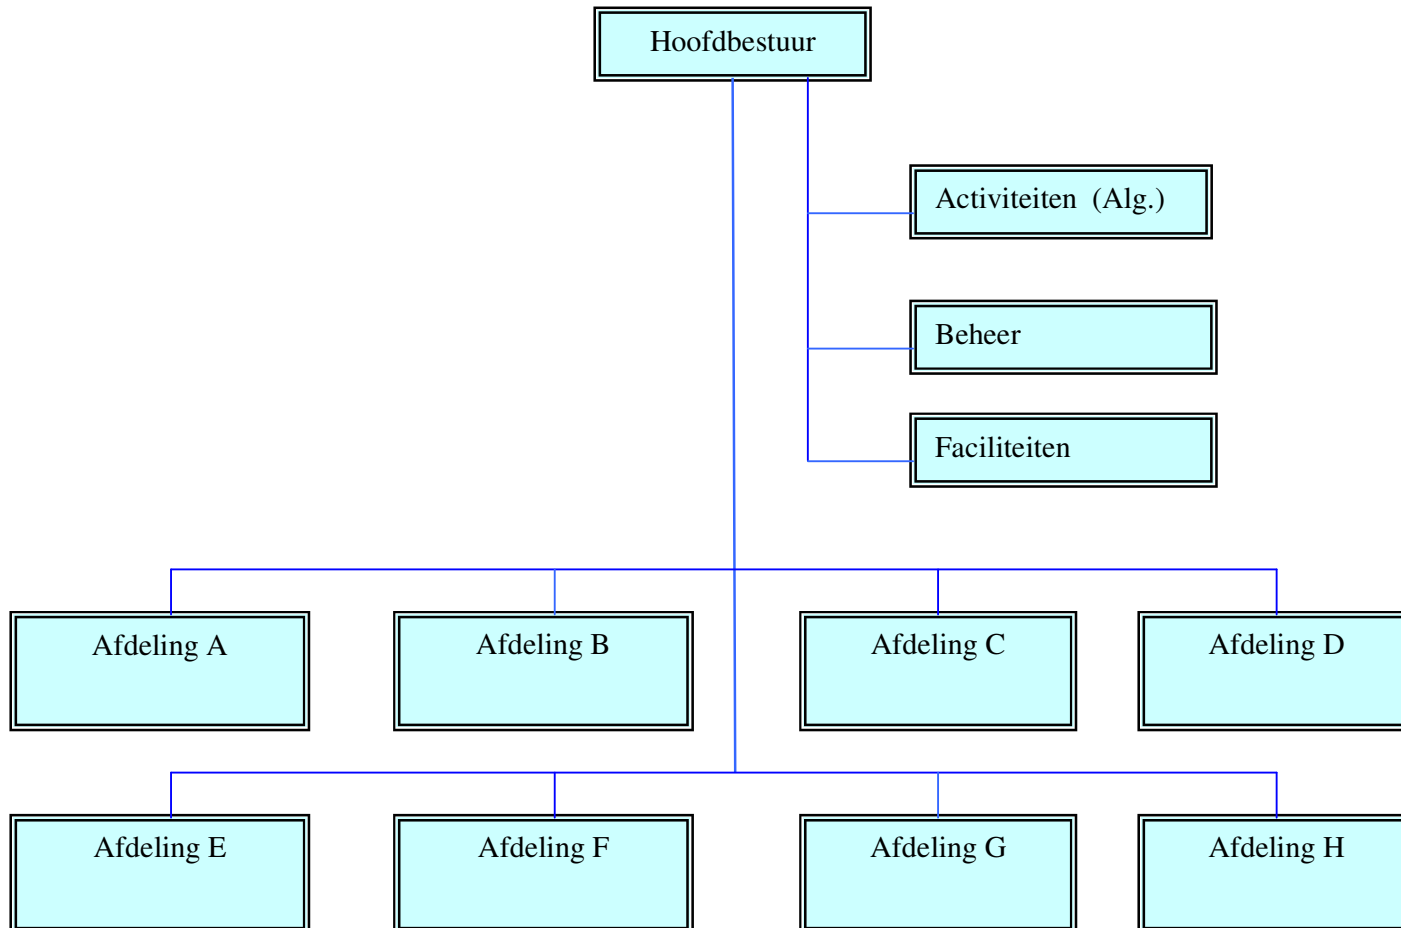 Hoofdbestuur
Activiteiten (Alg.)
Beheer
Faciliteiten
Afdeling A
Afdeling B
Afdeling C
Afdeling D
Afdeling E
Afdeling F
Afdeling G
Afdeling H